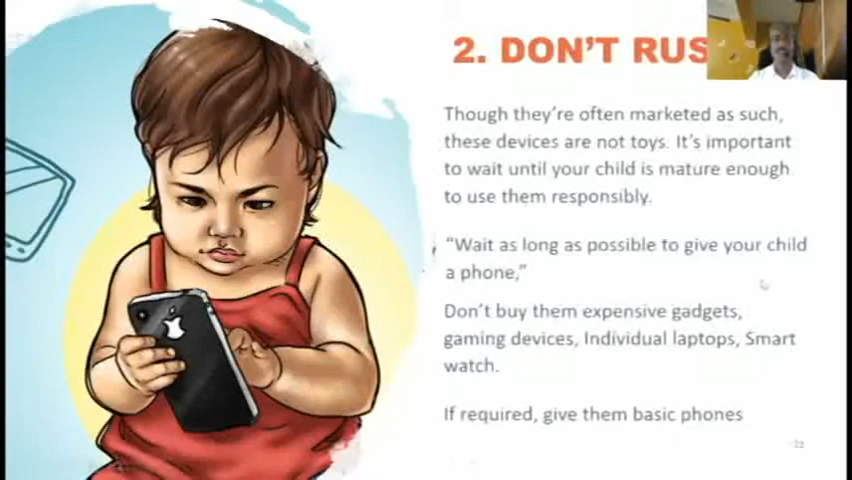 2. DON'T RUS
Though they're often marketed as such,
these devices are not toys. It's important
to wait until your child is mature enough
to use them responsibly.
“Wait as long as possible to give your child
a phone,”
Don't buy them expensive gadgets,
gaming devices, Individual laptops, Smart
watch.
If required, give them basic phones